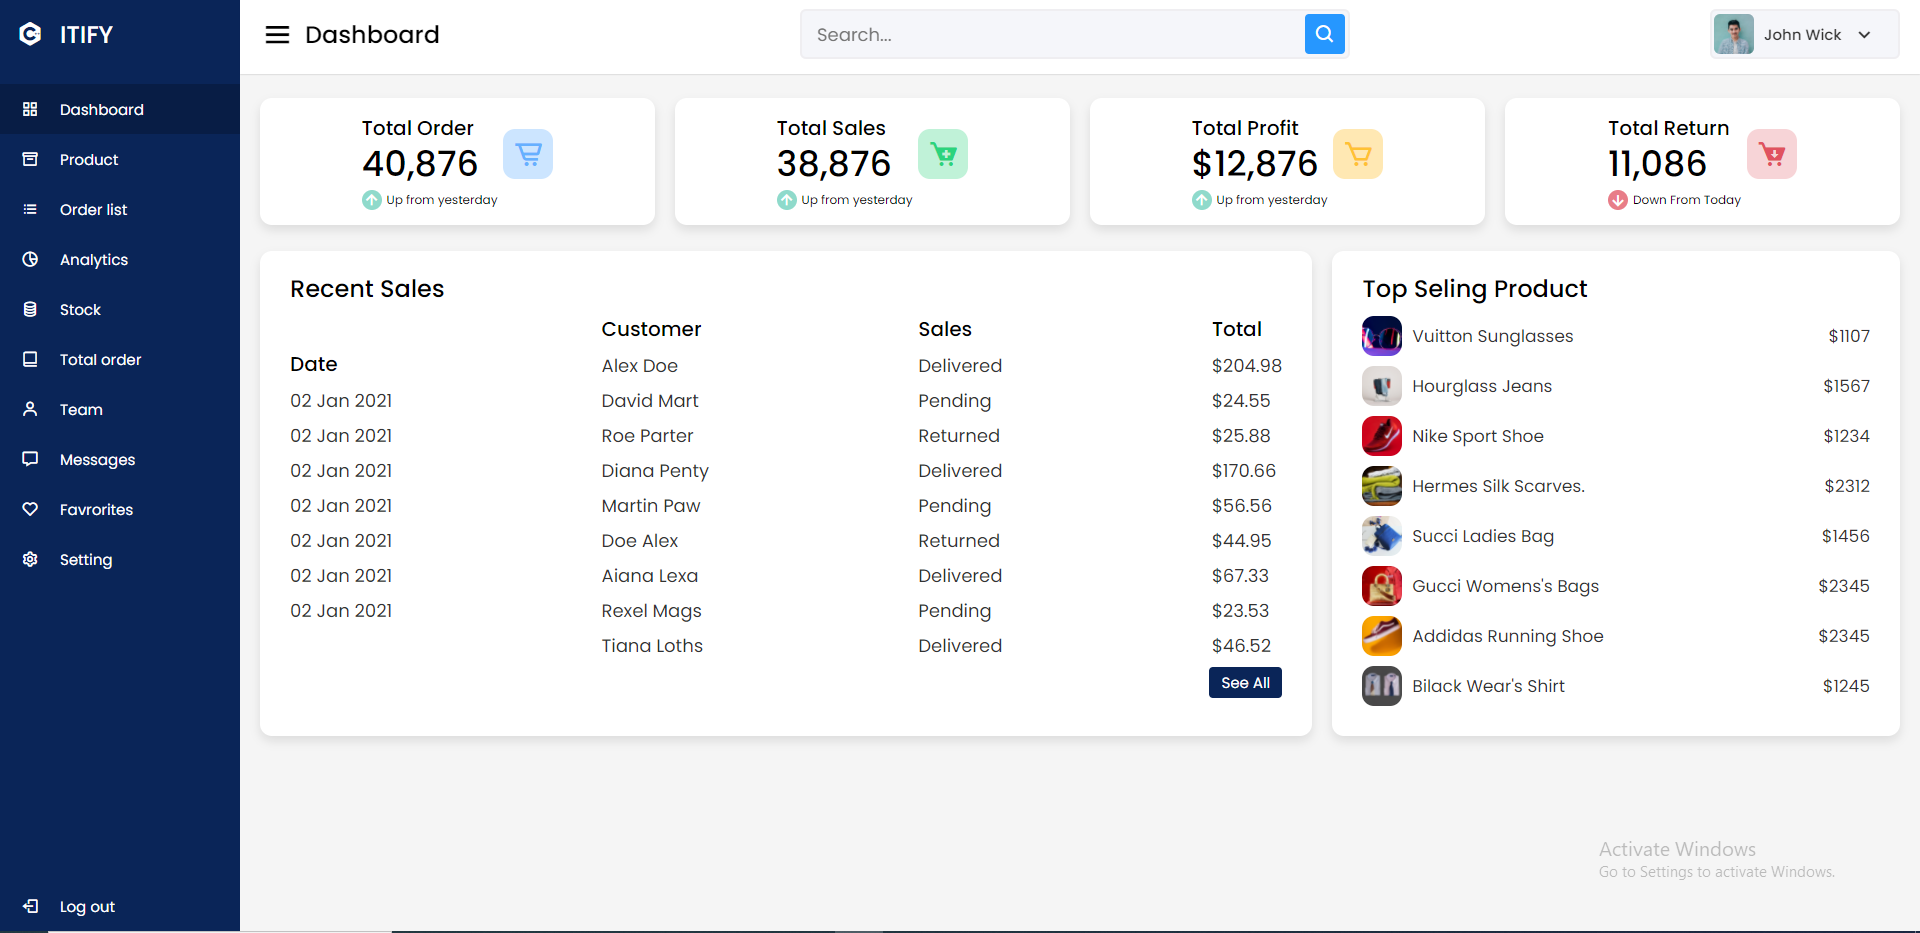 ITIFY
Dashboard
Product
Order list
Analytics
Stock
Total order
Team
Messages
Favrorites
Setting
Log out
Dashboard
Search...
John Wick
Total Order
40,876
Up from yesterday
Total Sales
38,876
Up from yesterday
Total Profit
$12,876
Up from yesterday
Total Return
11,086
Down From Today
Recent Sales
Customer Sales Total
Date
Alex Doe Delivered $204.98
02 Jan 2021 David Mart Pending $24.55
02 Jan 2021 Roe Parter Returned $25.88
02 Jan 2021 Diana Penty Delivered $170.66
02 Jan 2021 Martin Paw Pending $56.56
02 Jan 2021 Doe Alex Returned $44.95
02 Jan 2021 Aiana Lexa Delivered $67.33
02 Jan 2021 Rexel Mags Pending $23.53
Tiana Loths Delivered $46.52
See All
Top Seling Product
Vuitton Sunglasses $1107
Hourglass Jeans $1567
Nike Sport Shoe $1234
Hermes Silk Scarves. $2312
Succi Ladies Bag $1456
Gucci Womens's Bags $2345
Addidas Running Shoe $2345
Bilack Wear's Shirt $1245
Activate Windows
Go to Settings to activate Windows.